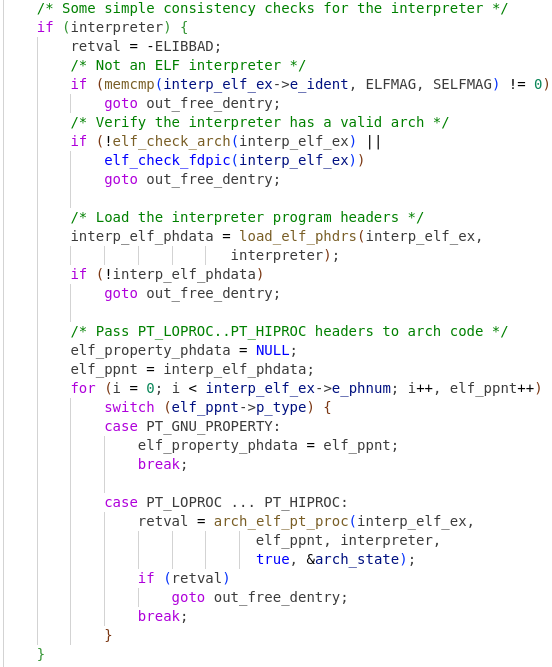 /* Some simple consistency checks for the interpreter */
if (interpreter) {
retval = -ELIBBAD;
/* Not an ELF interpreter */
if (memcmp(interp_elf_ex->e_ident, ELFMAG, SELFMAG) != 0)
goto out_free_dentry;
/* Verify the interpreter has a valid arch */
if (!elf_check_arch(interp_elf_ex) ||
elf_check_fdpic(interp_elf_ex))
goto out_free_dentry;
/* Load the interpreter program headers */
interp_elf_phdata = load_elf_phdrs(interp_elf_ex,
interpreter);
if (!interp_elf_phdata)
goto out_free_dentry;
/* Pass PT_LOPROC..PT_HIPROC headers to arch code */
elf_property_phdata = NULL;
elf_ppnt = interp_elf_phdata;
for (i = 0; i < interp_elf_ex->e_phnum; i++, elf_ppnt++)
switch (elf_ppnt->p_type) {
case PT_GNU_PROPERTY:
elf_property_phdata = elf_ppnt;
break;
case PT_LOPROC ... PT_HIPROC:
retval = arch_elf_pt_proc(interp_elf_ex,
elf_ppnt, interpreter,
true, &arch_state);
if (retval)
goto out_free_dentry;
break;
}
}